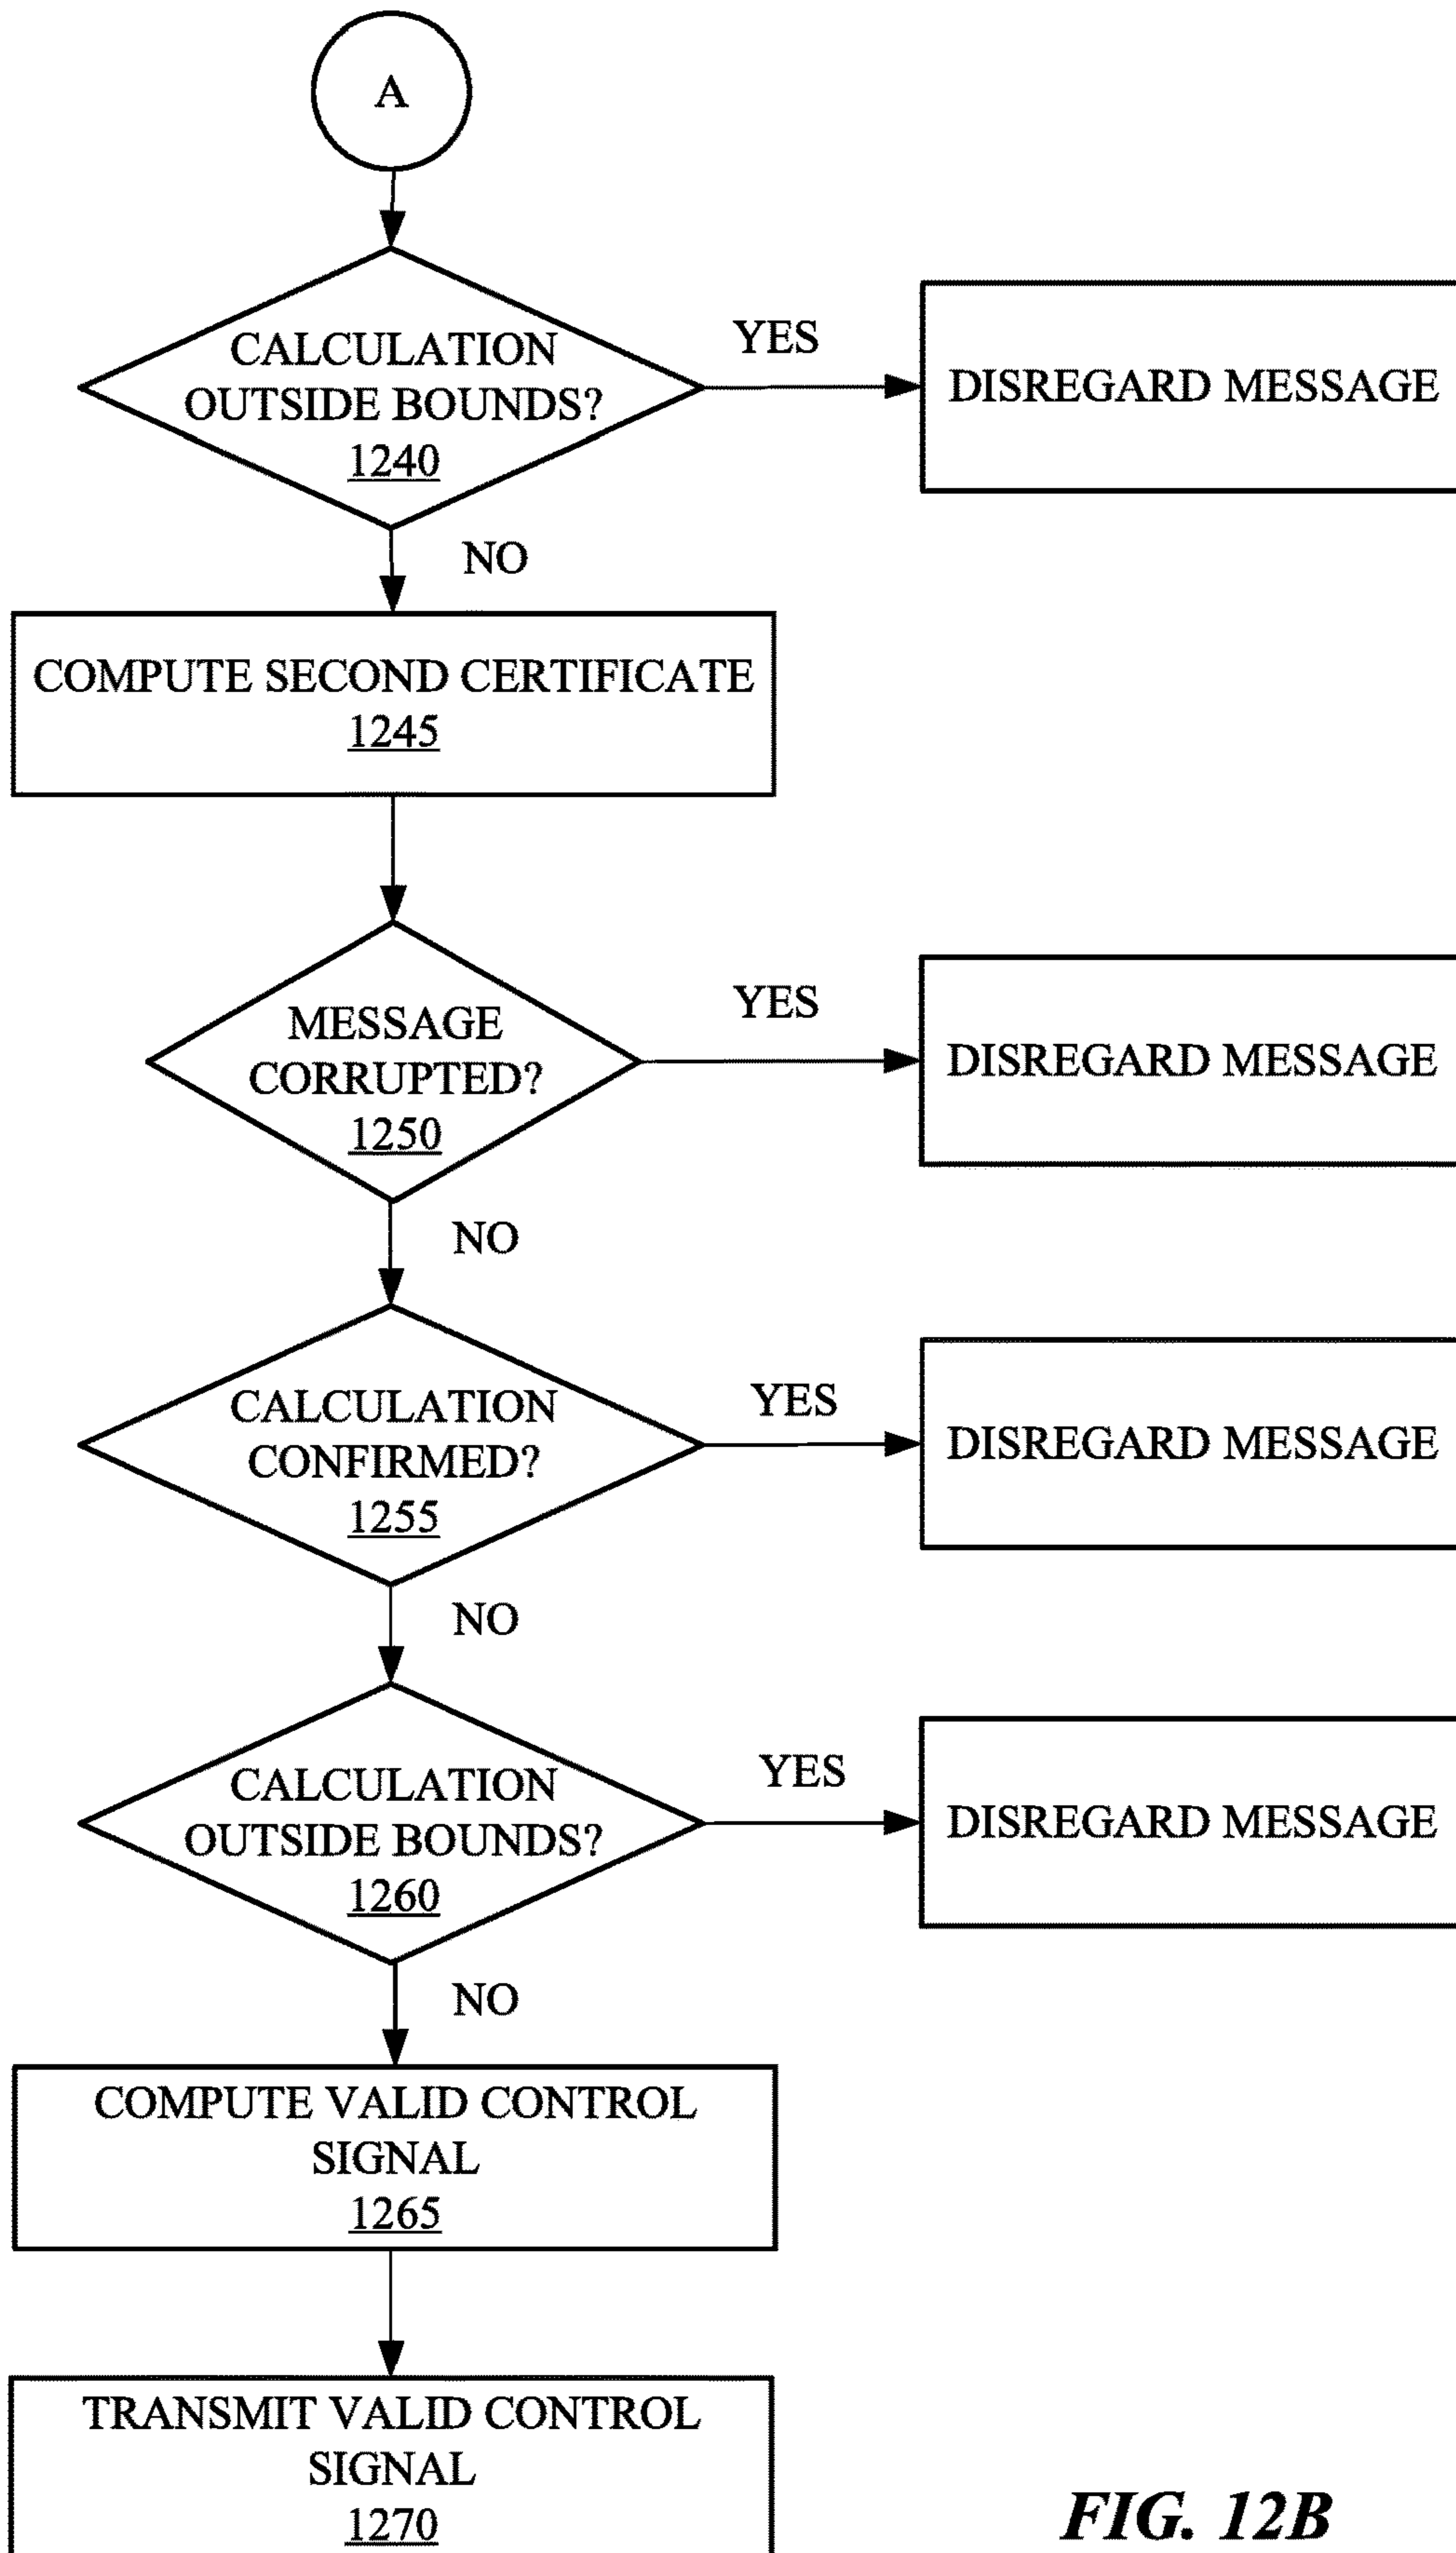 A
CALCULATION
OUTSIDE BOUNDS?
1240
YES
DISREGARD MESSAGE
NO
COMPUTE SECOND CERTIFICATE
1245
MESSAGE
CORRUPTED?
1250
YES
DISREGARD MESSAGE
NO
CALCULATION
CONFIRMED?
1255
YES
DISREGARD MESSAGE
NO
CALCULATION
OUTSIDE BOUNDS?
1260
YES
DISREGARD MESSAGE
NO
COMPUTE VALID CONTROL
SIGNAL
1265
TRANSMIT VALID CONTROL
SIGNAL
1270
FIG. 12B